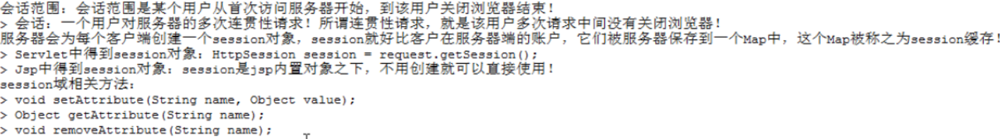 会话范围：会话范围是某个用户从首次访问服务器开始，到该用户关闭浏览器结束！
> 会话：一个用户对服务器的多次连贯性请求！所谓连贯性请求，就是该用户多次请求中间没有关闭浏览器！
服务器会为每个客户端创建一个session对象，session就好比客户在服务器端的账户，它们被服务器保存到一个Map中，这个Map被称之为session缓存！
> Servlet中得到session对象：HttpSession session = request.getSession();
> Jsp中得到session对象：session是jsp内置对象之下，不用创建就可以直接使用！
session域相关方法：
> void setAttribute(String name, Object value);
> Object getAttribute(String name);
> void removeAttribute(String name);